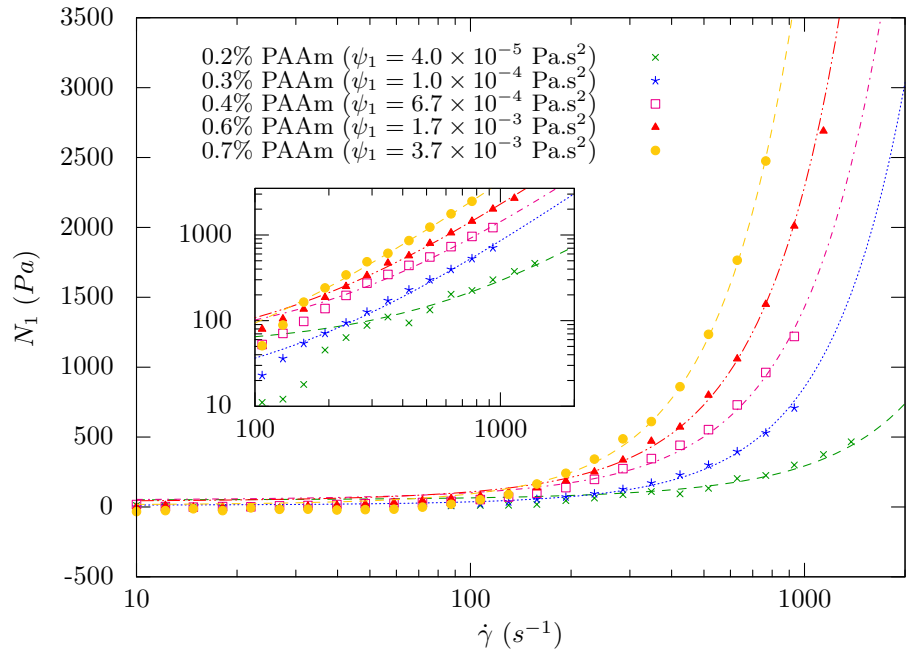 3500
3000
2500
2000
1500
1000
500
0
-500
N₁ (Pa)
0.2% PAAm (ψ₁ = 4.0 × 10⁻⁵ Pa.s²)
0.3% PAAm (ψ₁ = 1.0 × 10⁻⁴ Pa.s²)
0.4% PAAm (ψ₁ = 6.7 × 10⁻⁴ Pa.s²)
0.6% PAAm (ψ₁ = 1.7 × 10⁻³ Pa.s²)
0.7% PAAm (ψ₁ = 3.7 × 10⁻³ Pa.s²)
1000
100
10
100 1000
10 100 1000
γ̇ (s⁻¹)